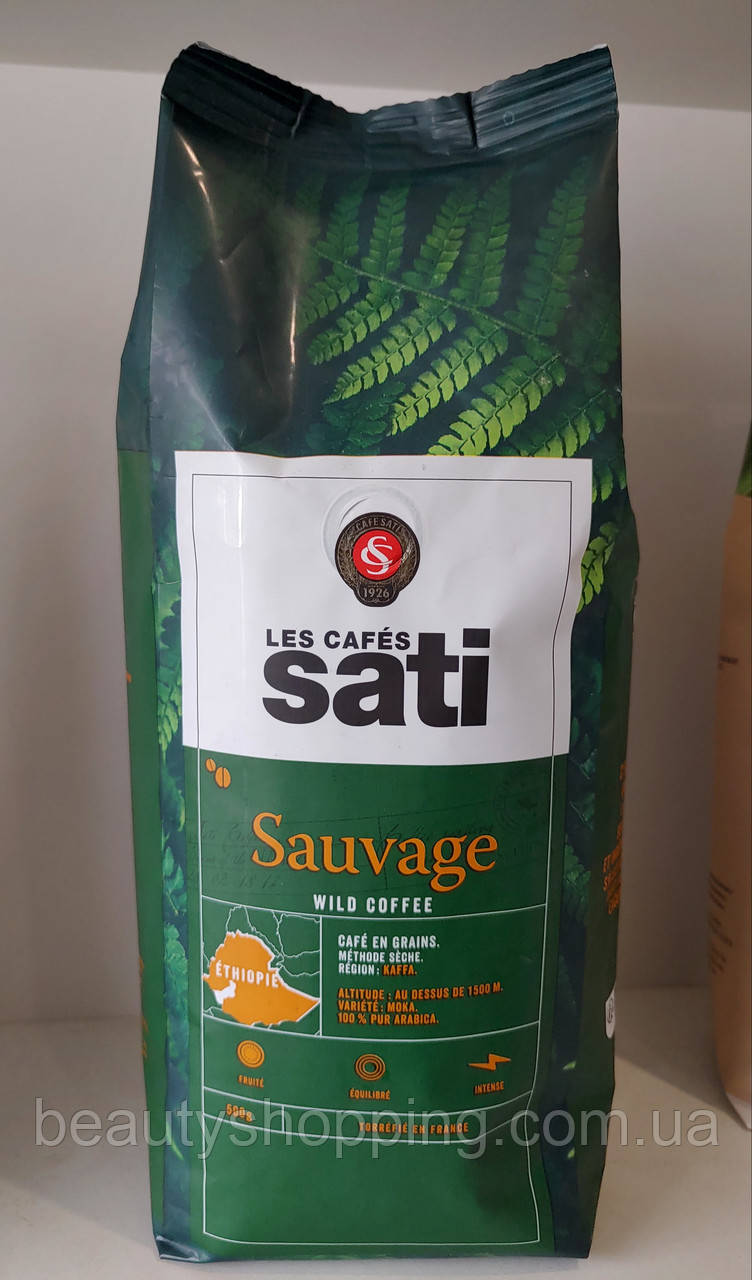 CAFE SATI
1926
LES CAFÉS
sati
Sauvage
WILD COFFEE
CAFÉ EN GRAINS.
MÉTHODE SÈCHE.
RÉGION : KAFFA.
ÉTHIOPIE
ALTITUDE : AU DESSUS DE 1500 M.
VARIÉTÉ : MOKA.
100 % PUR ARABICA.
FRUITÉ
ÉQUILIBRÉ
INTENSE
500g
TORRÉFIÉ EN FRANCE
beautyshopping.com.ua